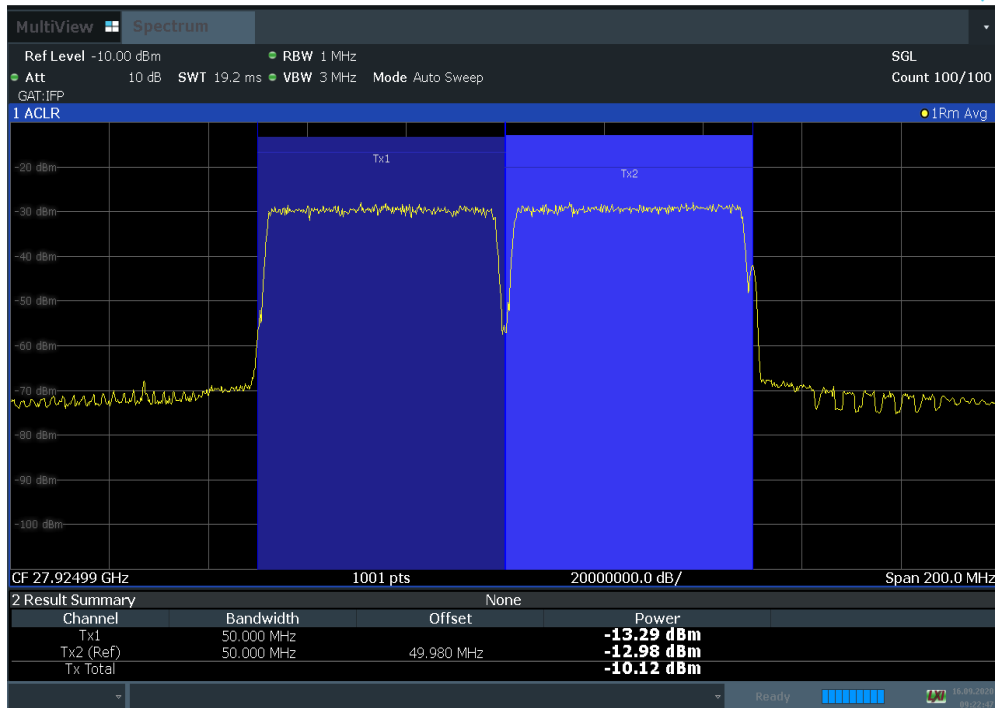 MultiView Spectrum
Ref Level -10.00 dBm RBW 1 MHz SGL
Att 10 dB SWT 19.2 ms VBW 3 MHz Mode Auto Sweep Count 100/100
GAT:IFP
1 ACLR 1Rm Avg
Tx1
-20 dBm
Tx2
-30 dBm
-40 dBm
-50 dBm
-60 dBm
-70 dBm
-80 dBm
-90 dBm
-100 dBm
CF 27.92499 GHz 1001 pts 20000000.0 dB/ Span 200.0 MHz
2 Result Summary None
Channel Bandwidth Offset Power
Tx1 50.000 MHz -13.29 dBm
Tx2 (Ref) 50.000 MHz 49.980 MHz -12.98 dBm
Tx Total -10.12 dBm
Ready LXI 16.09.2020
09:22:47